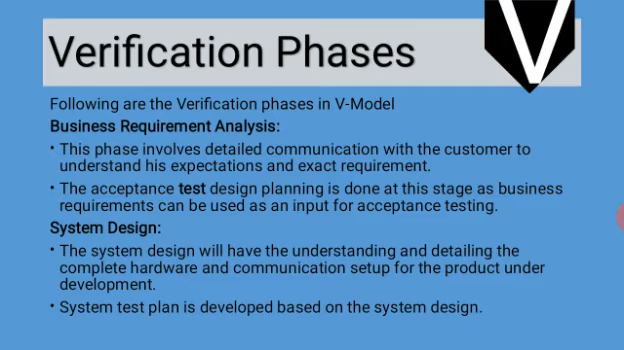 Verification Phases
V
Following are the Verification phases in V-Model
Business Requirement Analysis:
• This phase involves detailed communication with the customer to
understand his expectations and exact requirement.
• The acceptance test design planning is done at this stage as business
requirements can be used as an input for acceptance testing.
System Design:
• The system design will have the understanding and detailing the
complete hardware and communication setup for the product under
development.
• System test plan is developed based on the system design.